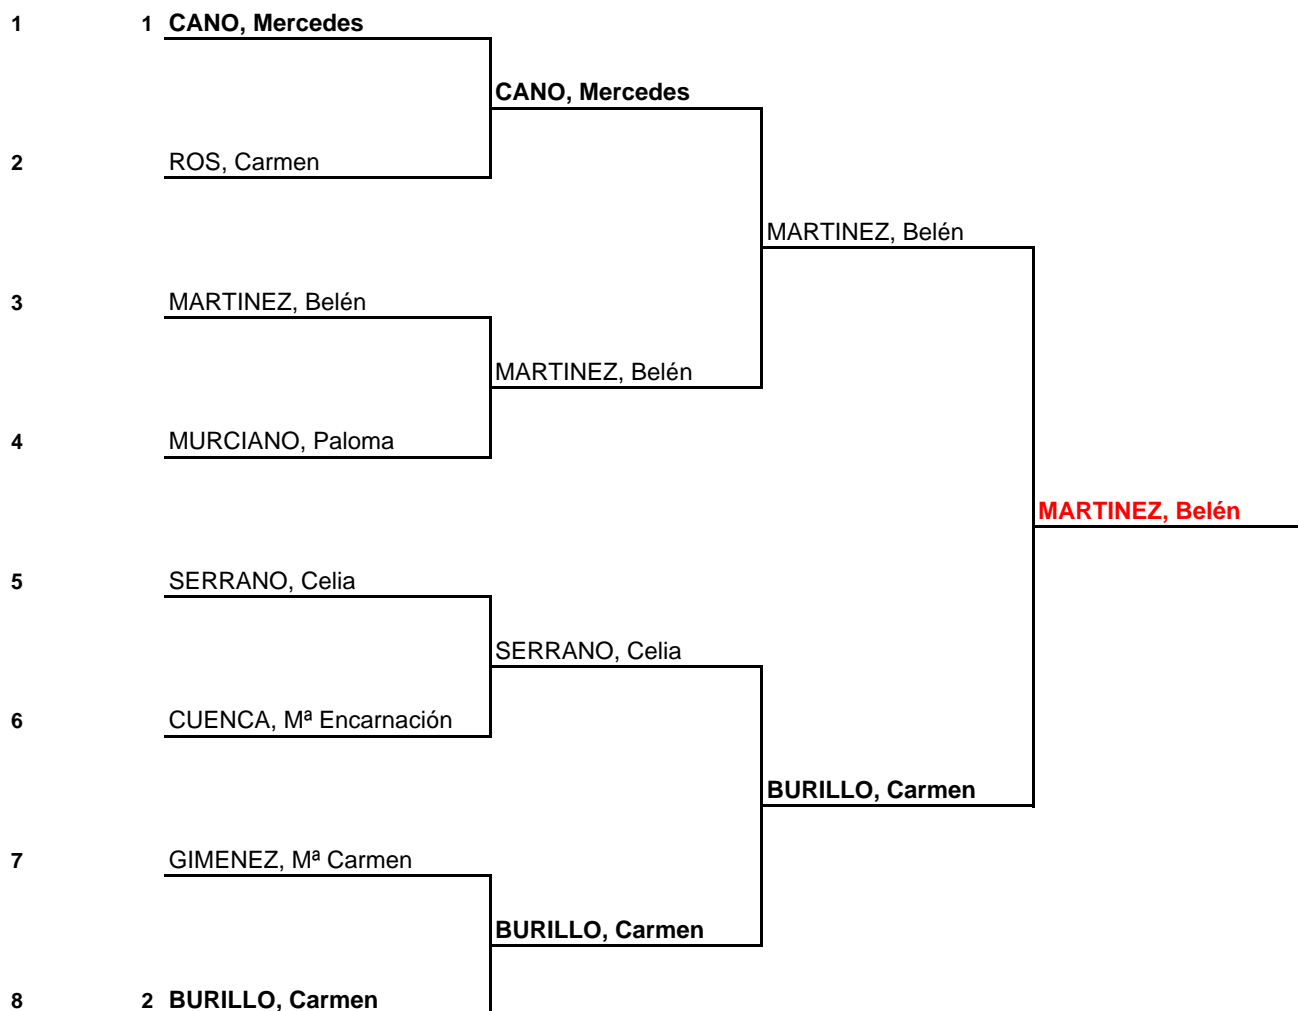 1 1 CANO, Mercedes
CANO, Mercedes
2 ROS, Carmen
MARTINEZ, Belén
3 MARTINEZ, Belén
MARTINEZ, Belén
4 MURCIANO, Paloma
MARTINEZ, Belén
5 SERRANO, Celia
SERRANO, Celia
6 CUENCA, Mª Encarnación
BURILLO, Carmen
7 GIMENEZ, Mª Carmen
BURILLO, Carmen
8 2 BURILLO, Carmen